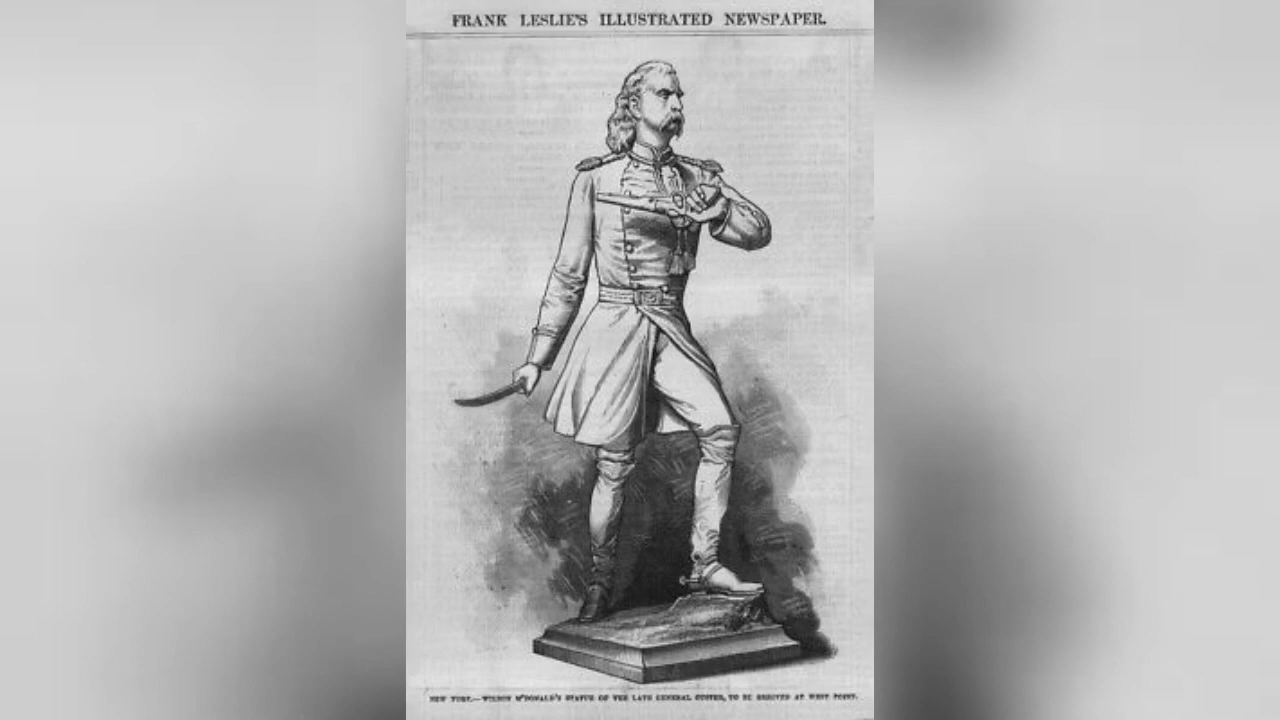 FRANK LESLIE'S ILLUSTRATED NEWSPAPER.
NEW YORK.—WILSON M'DONALD'S STATUE OF THE LATE GENERAL CUSTER, TO BE ERECTED AT WEST POINT.